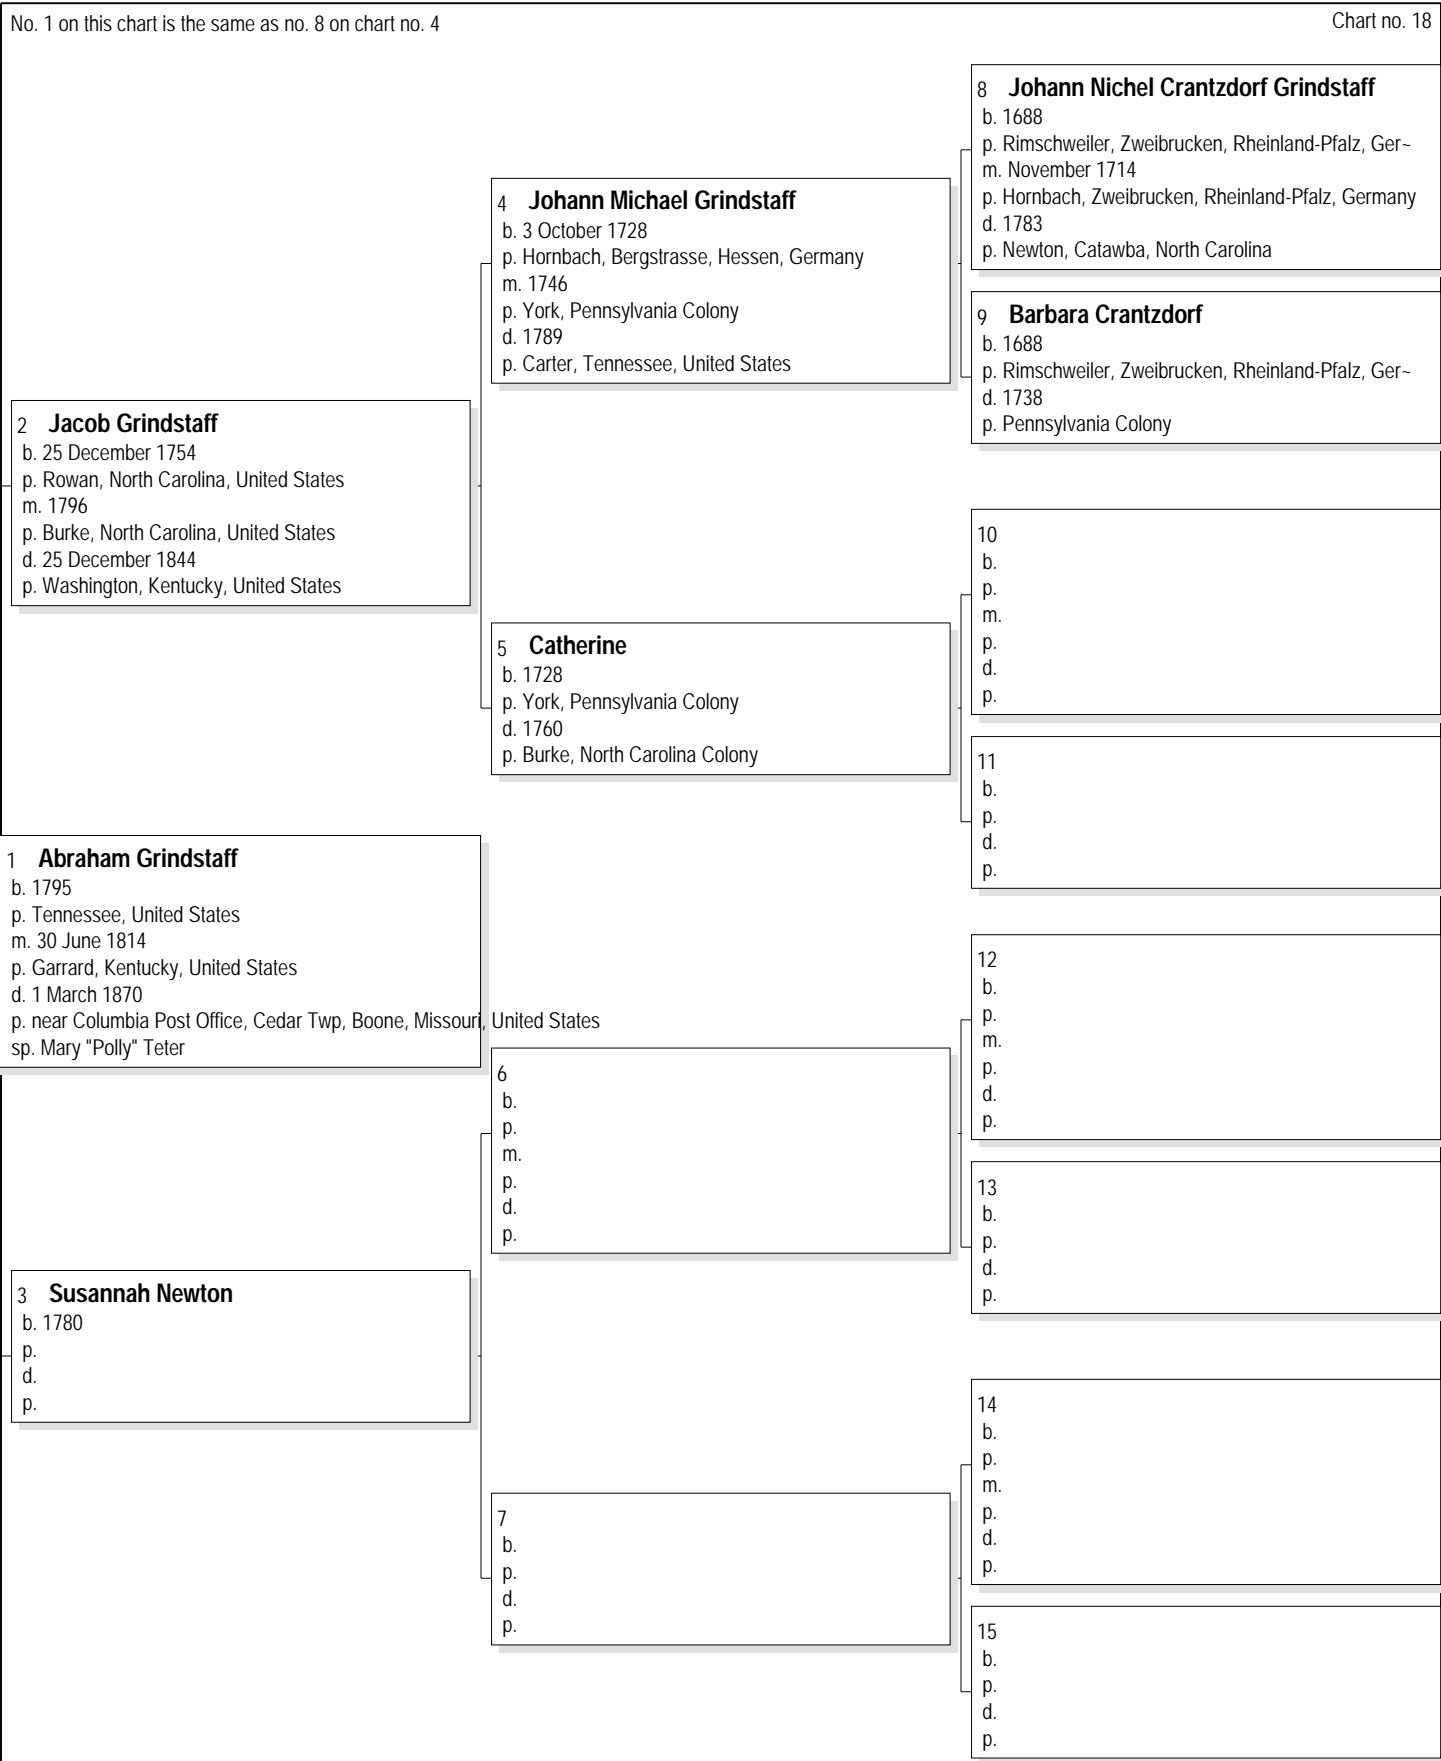 No. 1 on this chart is the same as no. 8 on chart no. 4
Chart no. 18
8 Johann Nichel Crantzdorf Grindstaff
b. 1688
p. Rimschweiler, Zweibrucken, Rheinland-Pfalz, Ger~
m. November 1714
p. Hornbach, Zweibrucken, Rheinland-Pfalz, Germany
d. 1783
p. Newton, Catawba, North Carolina
4 Johann Michael Grindstaff
b. 3 October 1728
p. Hornbach, Bergstrasse, Hessen, Germany
m. 1746
p. York, Pennsylvania Colony
d. 1789
p. Carter, Tennessee, United States
9 Barbara Crantzdorf
b. 1688
p. Rimschweiler, Zweibrucken, Rheinland-Pfalz, Ger~
d. 1738
p. Pennsylvania Colony
2 Jacob Grindstaff
b. 25 December 1754
p. Rowan, North Carolina, United States
m. 1796
p. Burke, North Carolina, United States
d. 25 December 1844
p. Washington, Kentucky, United States
10
b.
p.
m.
p.
d.
p.
5 Catherine
b. 1728
p. York, Pennsylvania Colony
d. 1760
p. Burke, North Carolina Colony
11
b.
p.
d.
p.
1 Abraham Grindstaff
b. 1795
p. Tennessee, United States
m. 30 June 1814
p. Garrard, Kentucky, United States
d. 1 March 1870
p. near Columbia Post Office, Cedar Twp, Boone, Missouri, United States
sp. Mary "Polly" Teter
12
b.
p.
m.
p.
d.
p.
6
b.
p.
m.
p.
d.
p.
13
b.
p.
d.
p.
3 Susannah Newton
b. 1780
p.
d.
p.
14
b.
p.
m.
p.
d.
p.
7
b.
p.
d.
p.
15
b.
p.
d.
p.